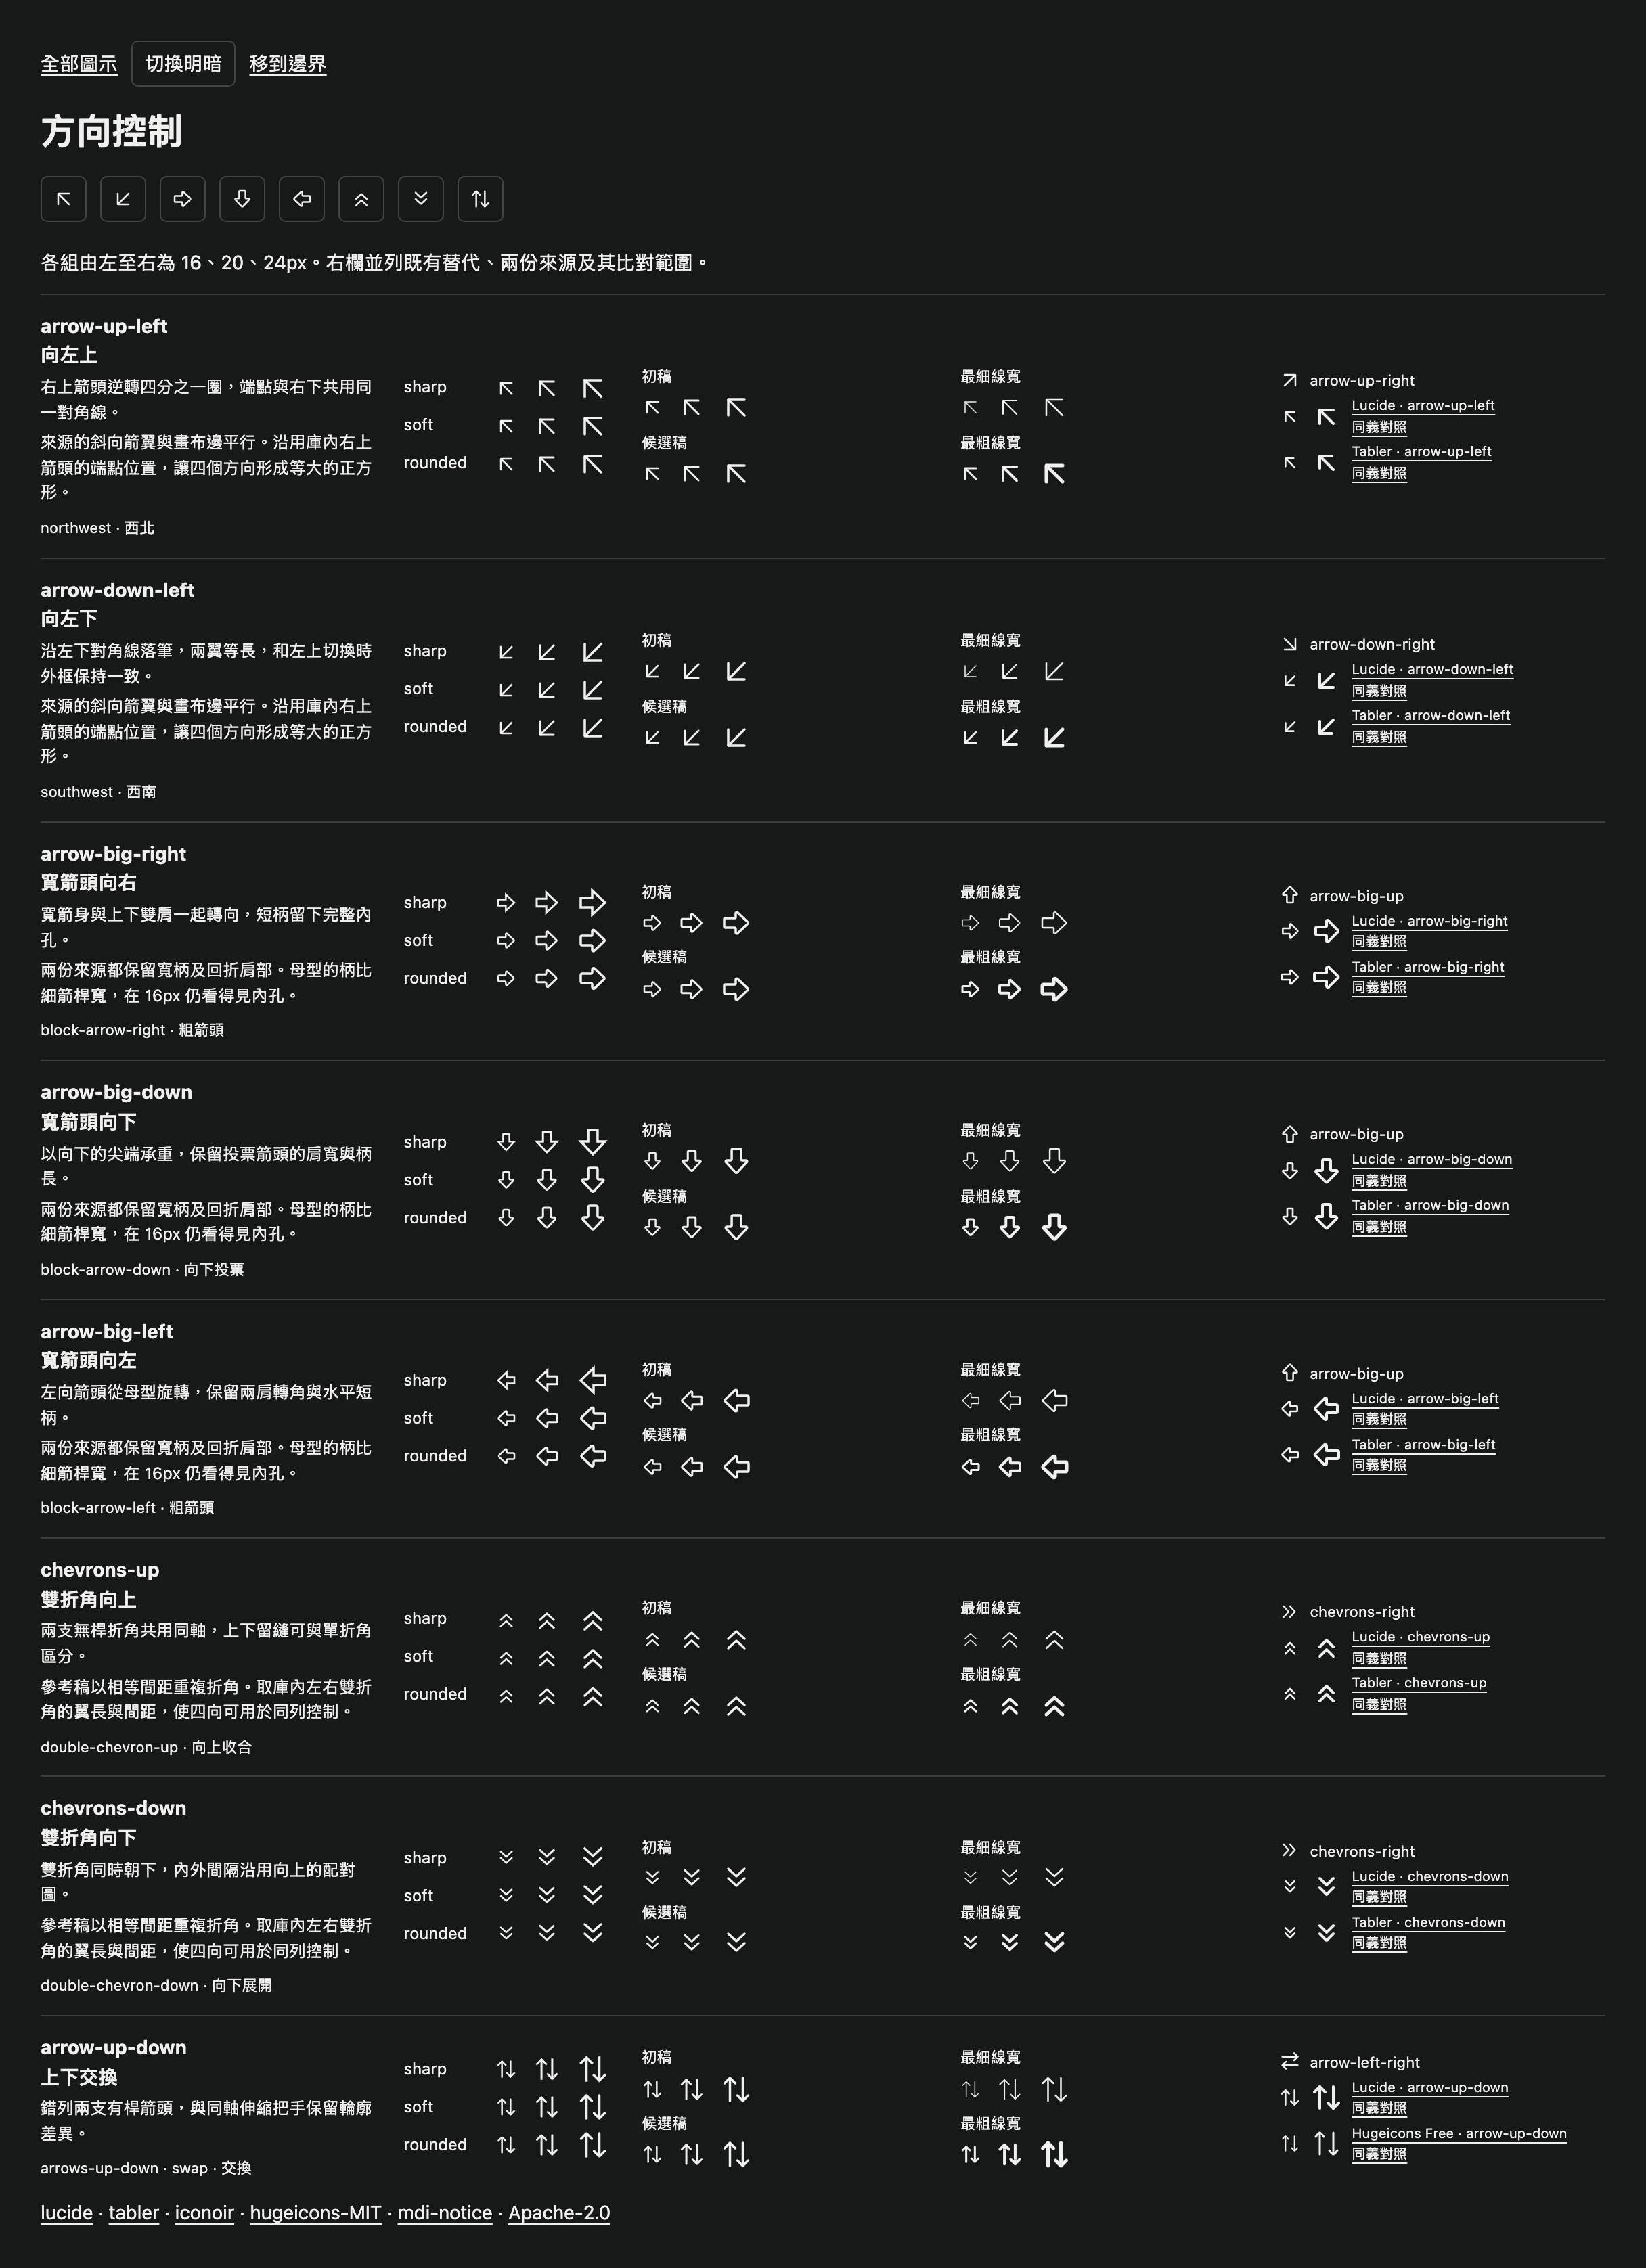 全部圖示 切換明暗 移到邊界
方向控制
各組由左至右為 16、20、24px。右欄並列既有替代、兩份來源及其比對範圍。
arrow-up-left
向左上
右上箭頭逆轉四分之一圈，端點與右下共用同
一對角線。
來源的斜向箭翼與畫布邊平行。沿用庫內右上
箭頭的端點位置，讓四個方向形成等大的正方
形。
northwest · 西北
sharp
soft
rounded
初稿
候選稿
最細線寬
最粗線寬
arrow-up-right
Lucide · arrow-up-left
同義對照
Tabler · arrow-up-left
同義對照
arrow-down-left
向左下
沿左下對角線落筆，兩翼等長，和左上切換時
外框保持一致。
來源的斜向箭翼與畫布邊平行。沿用庫內右上
箭頭的端點位置，讓四個方向形成等大的正方
形。
southwest · 西南
sharp
soft
rounded
初稿
候選稿
最細線寬
最粗線寬
arrow-down-right
Lucide · arrow-down-left
同義對照
Tabler · arrow-down-left
同義對照
arrow-big-right
寬箭頭向右
寬箭身與上下雙肩一起轉向，短柄留下完整內
孔。
兩份來源都保留寬柄及回折肩部。母型的柄比
細箭桿寬，在 16px 仍看得見內孔。
block-arrow-right · 粗箭頭
sharp
soft
rounded
初稿
候選稿
最細線寬
最粗線寬
arrow-big-up
Lucide · arrow-big-right
同義對照
Tabler · arrow-big-right
同義對照
arrow-big-down
寬箭頭向下
以向下的尖端承重，保留投票箭頭的肩寬與柄
長。
兩份來源都保留寬柄及回折肩部。母型的柄比
細箭桿寬，在 16px 仍看得見內孔。
block-arrow-down · 向下投票
sharp
soft
rounded
初稿
候選稿
最細線寬
最粗線寬
arrow-big-up
Lucide · arrow-big-down
同義對照
Tabler · arrow-big-down
同義對照
arrow-big-left
寬箭頭向左
左向箭頭從母型旋轉，保留兩肩轉角與水平短
柄。
兩份來源都保留寬柄及回折肩部。母型的柄比
細箭桿寬，在 16px 仍看得見內孔。
block-arrow-left · 粗箭頭
sharp
soft
rounded
初稿
候選稿
最細線寬
最粗線寬
arrow-big-up
Lucide · arrow-big-left
同義對照
Tabler · arrow-big-left
同義對照
chevrons-up
雙折角向上
兩支無桿折角共用同軸，上下留縫可與單折角
區分。
參考稿以相等間距重複折角。取庫內左右雙折
角的翼長與間距，使四向可用於同列控制。
double-chevron-up · 向上收合
sharp
soft
rounded
初稿
候選稿
最細線寬
最粗線寬
chevrons-right
Lucide · chevrons-up
同義對照
Tabler · chevrons-up
同義對照
chevrons-down
雙折角向下
雙折角同時朝下，內外間隔沿用向上的配對
圖。
參考稿以相等間距重複折角。取庫內左右雙折
角的翼長與間距，使四向可用於同列控制。
double-chevron-down · 向下展開
sharp
soft
rounded
初稿
候選稿
最細線寬
最粗線寬
chevrons-right
Lucide · chevrons-down
同義對照
Tabler · chevrons-down
同義對照
arrow-up-down
上下交換
錯列兩支有桿箭頭，與同軸伸縮把手保留輪廓
差異。
arrows-up-down · swap · 交換
sharp
soft
rounded
初稿
候選稿
最細線寬
最粗線寬
arrow-left-right
Lucide · arrow-up-down
同義對照
Hugeicons Free · arrow-up-down
同義對照
lucide · tabler · iconoir · hugeicons-MIT · mdi-notice · Apache-2.0